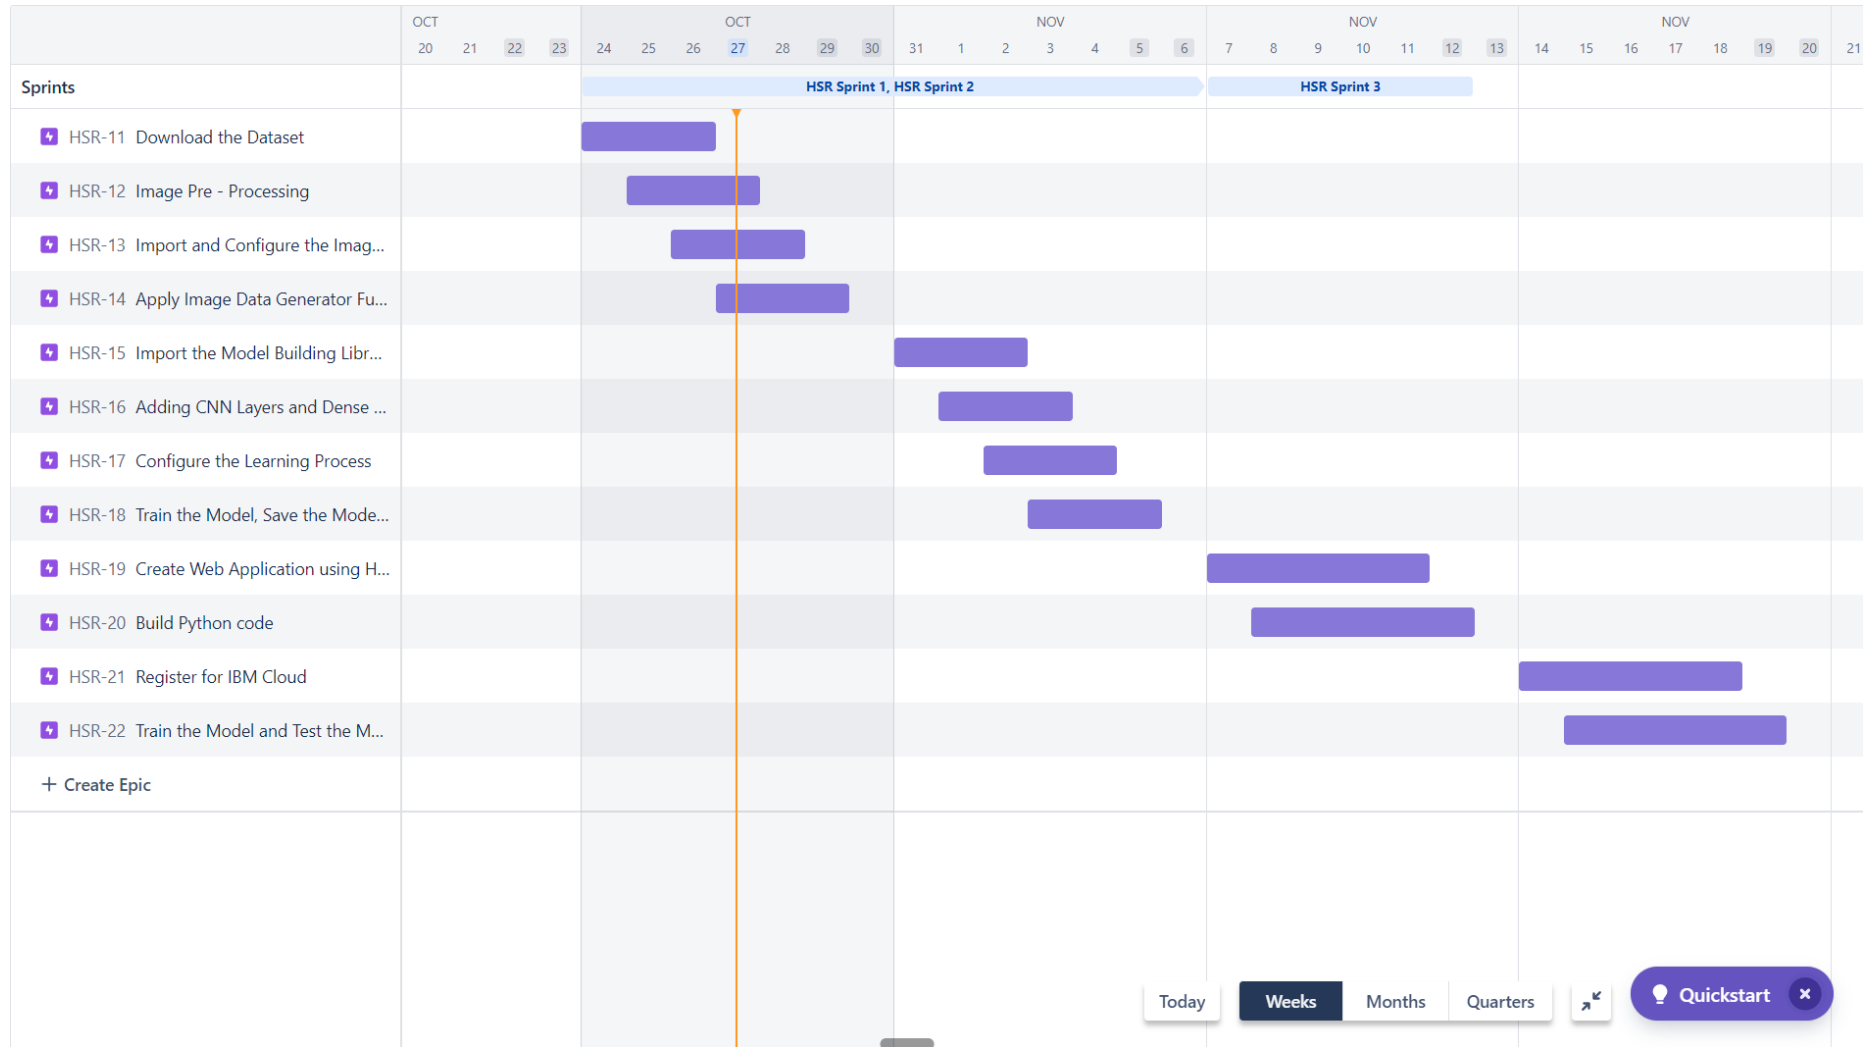 OCT OCT NOV NOV NOV
20 21 22 23 24 25 26 27 28 29 30 31 1 2 3 4 5 6 7 8 9 10 11 12 13 14 15 16 17 18 19 20 21
Sprints HSR Sprint 1, HSR Sprint 2 HSR Sprint 3
HSR-11 Download the Dataset
HSR-12 Image Pre - Processing
HSR-13 Import and Configure the Imag...
HSR-14 Apply Image Data Generator Fu...
HSR-15 Import the Model Building Libr...
HSR-16 Adding CNN Layers and Dense ...
HSR-17 Configure the Learning Process
HSR-18 Train the Model, Save the Mode...
HSR-19 Create Web Application using H...
HSR-20 Build Python code
HSR-21 Register for IBM Cloud
HSR-22 Train the Model and Test the M...
+ Create Epic
Today Weeks Months Quarters Quickstart